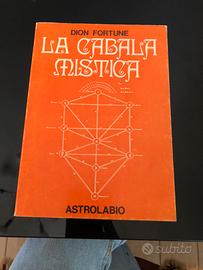 DION FORTUNE
LA CABALA
MISTICA
ASTROLABIO
subito